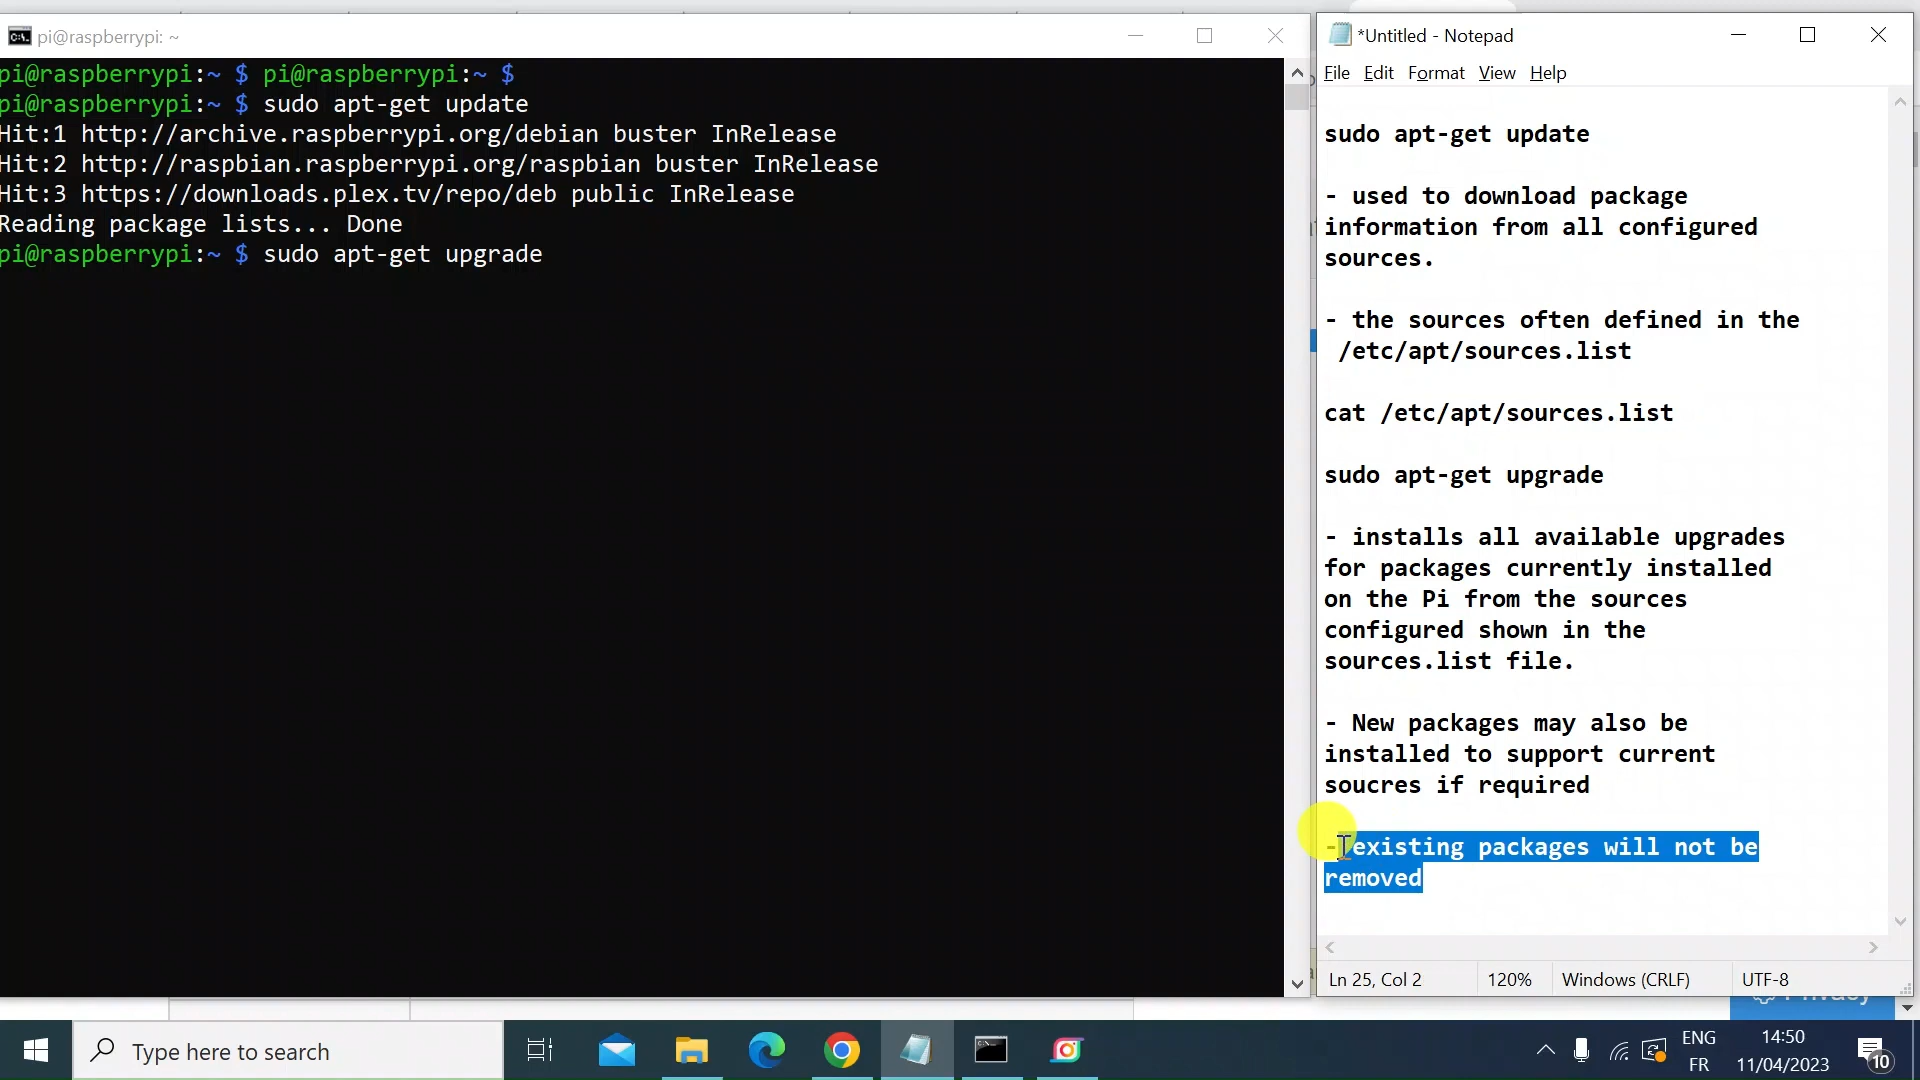 pi@raspberrypi: ~
pi@raspberrypi:~ $ pi@raspberrypi:~ $
pi@raspberrypi:~ $ sudo apt-get update
Hit:1 http://archive.raspberrypi.org/debian buster InRelease
Hit:2 http://raspbian.raspberrypi.org/raspbian buster InRelease
Hit:3 https://downloads.plex.tv/repo/deb public InRelease
Reading package lists... Done
pi@raspberrypi:~ $ sudo apt-get upgrade
*Untitled - Notepad
File Edit Format View Help
sudo apt-get update
- used to download package
information from all configured
sources.
- the sources often defined in the
/etc/apt/sources.list
cat /etc/apt/sources.list
sudo apt-get upgrade
- installs all available upgrades
for packages currently installed
on the Pi from the sources
configured shown in the
sources.list file.
- New packages may also be
installed to support current
soucres if required
- existing packages will not be
removed
Ln 25, Col 2 120% Windows (CRLF) UTF-8
Privacy
Type here to search
ENG
FR
14:50
11/04/2023
10